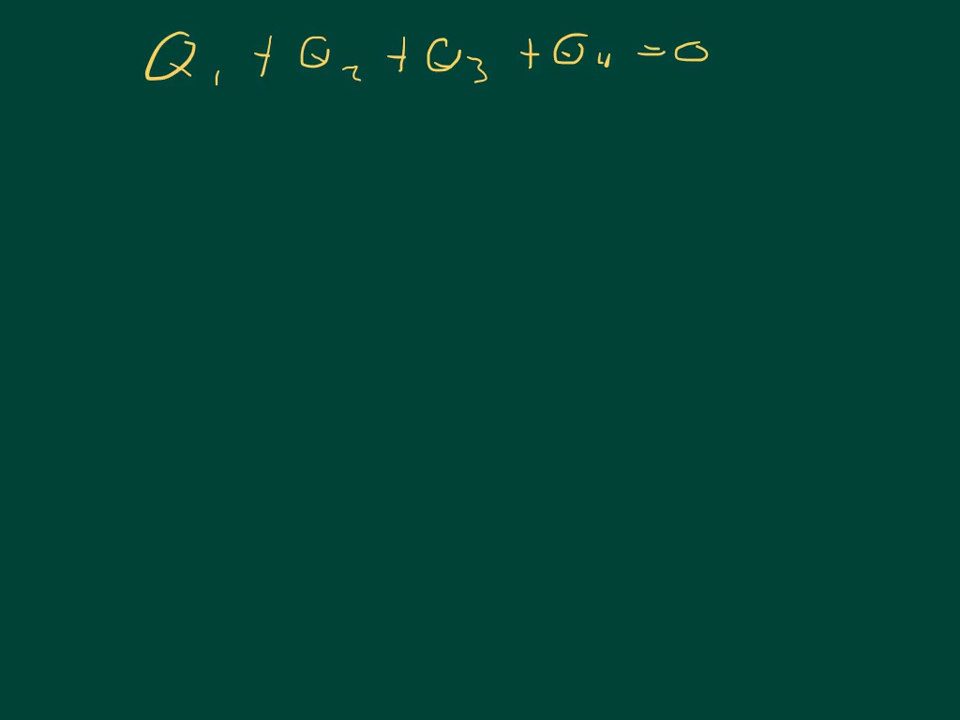 Q₁ + Q₂ + Q₃ + Q₄ = 0